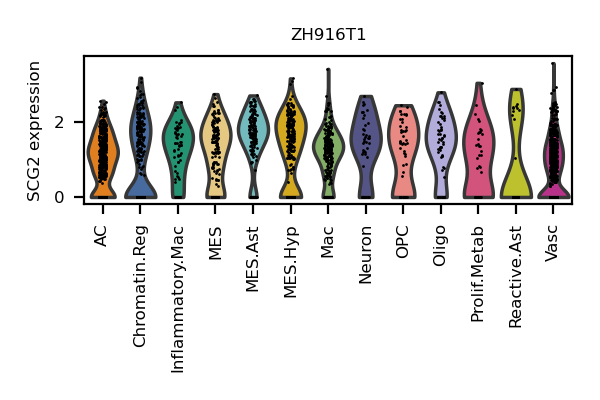 ZH916T1
SCG2 expression
2
0
AC
Chromatin.Reg
Inflammatory.Mac
MES
MES.Ast
MES.Hyp
Mac
Neuron
OPC
Oligo
Prolif.Metab
Reactive.Ast
Vasc